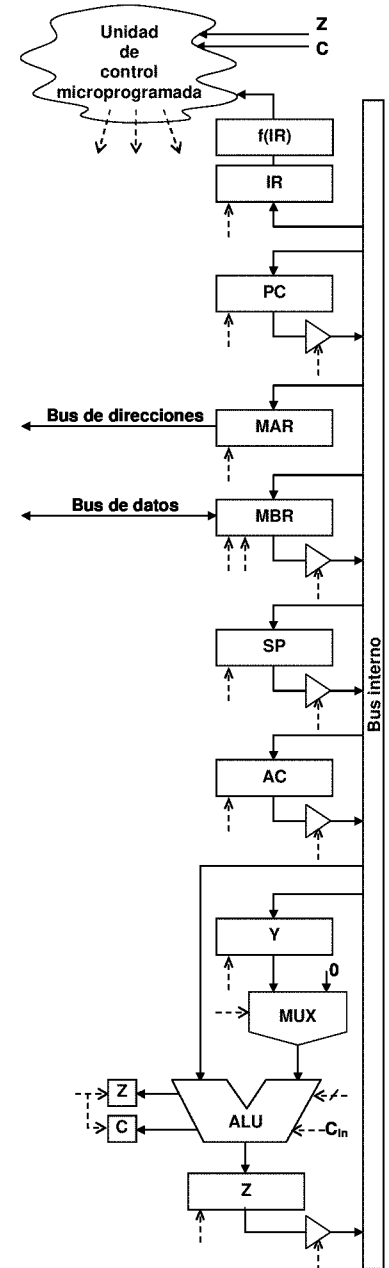 Unidad
de
control
microprogramada
Z
C
f(IR)
IR
PC
Bus de direcciones
MAR
Bus de datos
MBR
SP
Bus interno
AC
Y
0
MUX
Z
C
ALU
Cin
Z